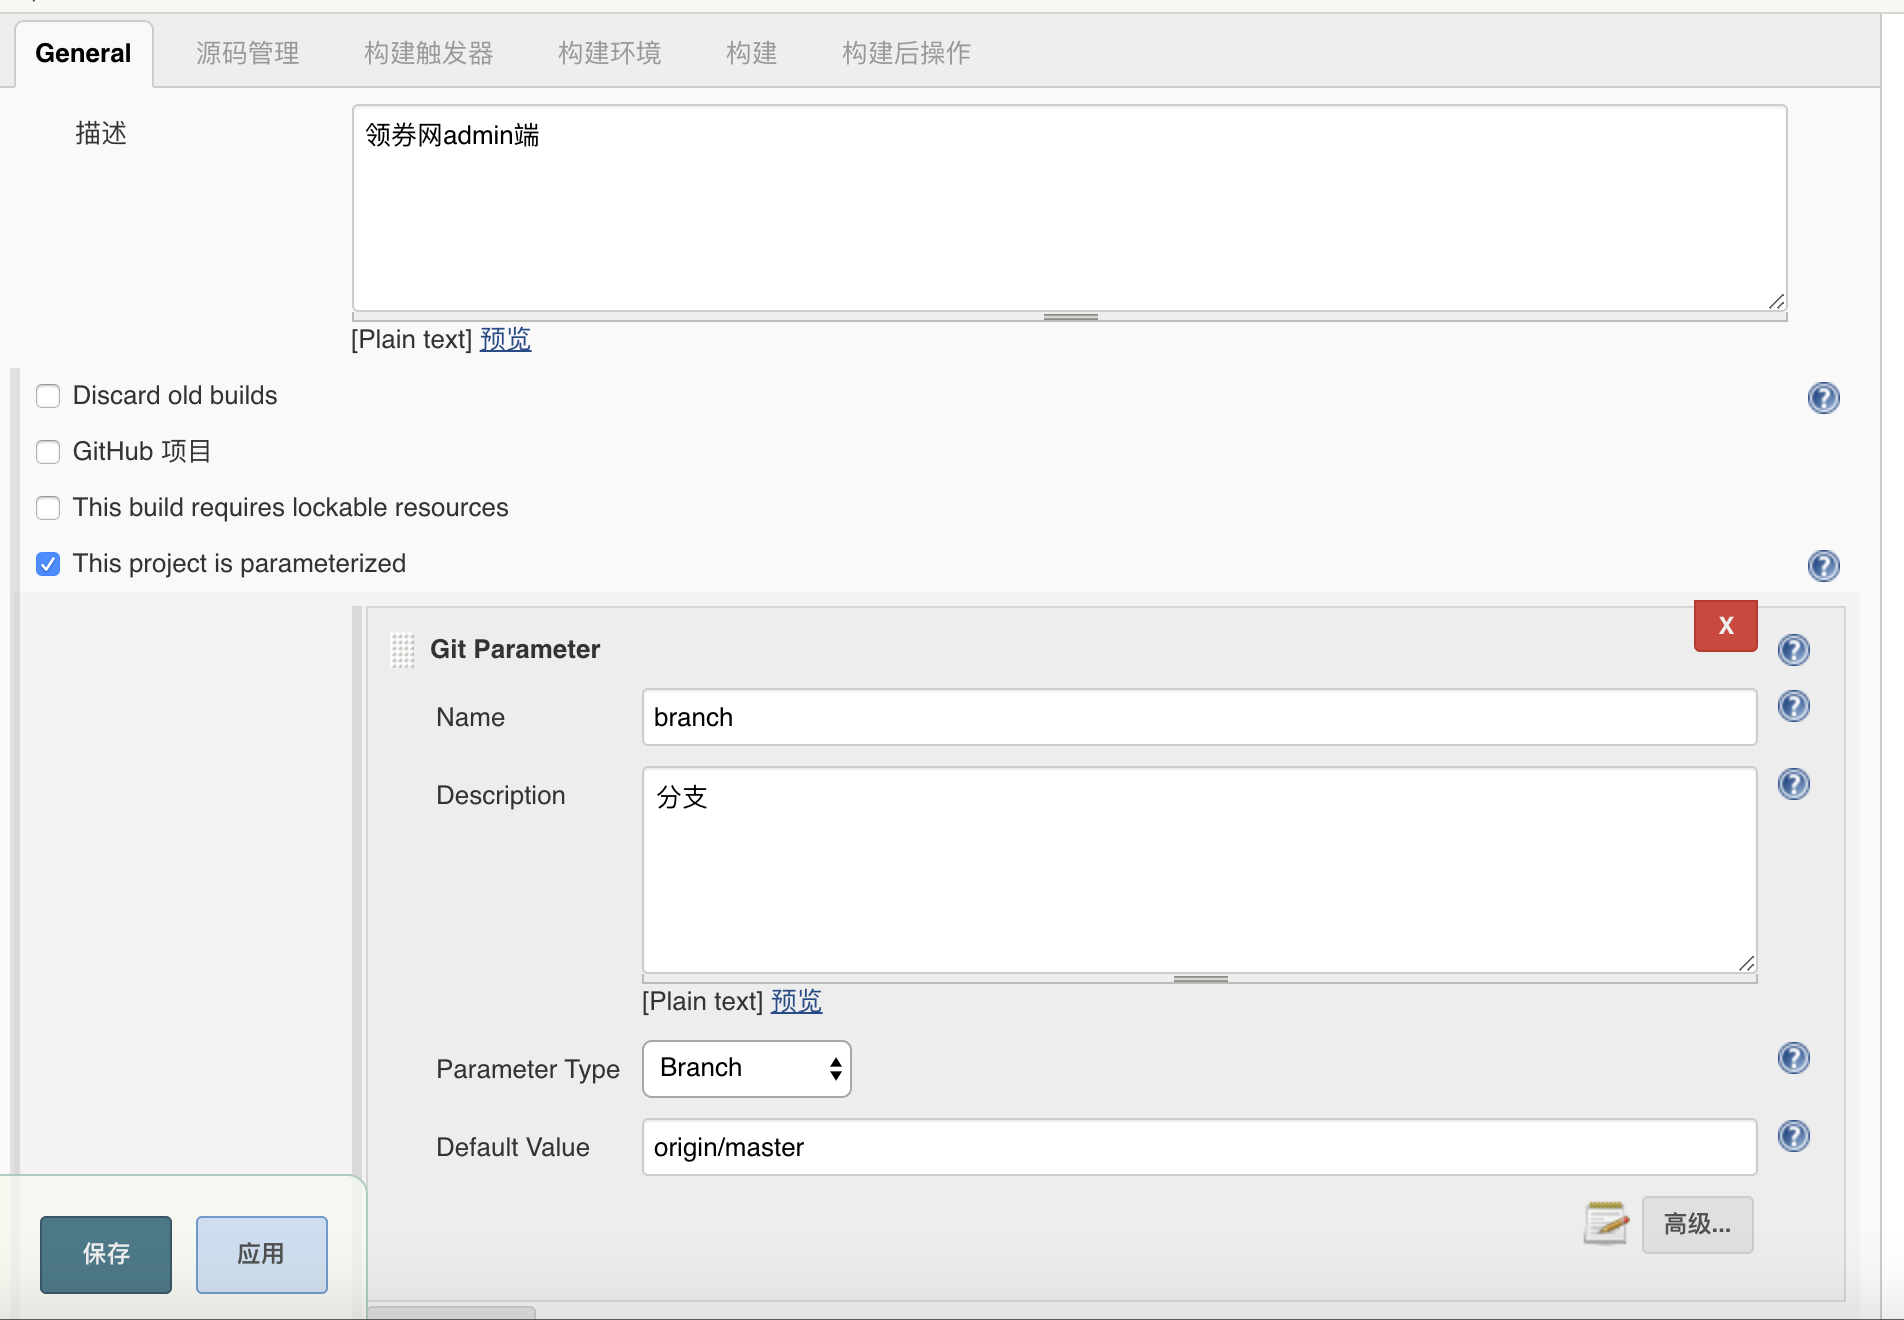 General 源码管理 构建触发器 构建环境 构建 构建后操作
描述
领券网admin端
[Plain text] 预览
Discard old builds
GitHub 项目
This build requires lockable resources
This project is parameterized
X
Git Parameter
Name
branch
Description
分支
[Plain text] 预览
Parameter Type
Branch
Default Value
origin/master
高级...
保存 应用